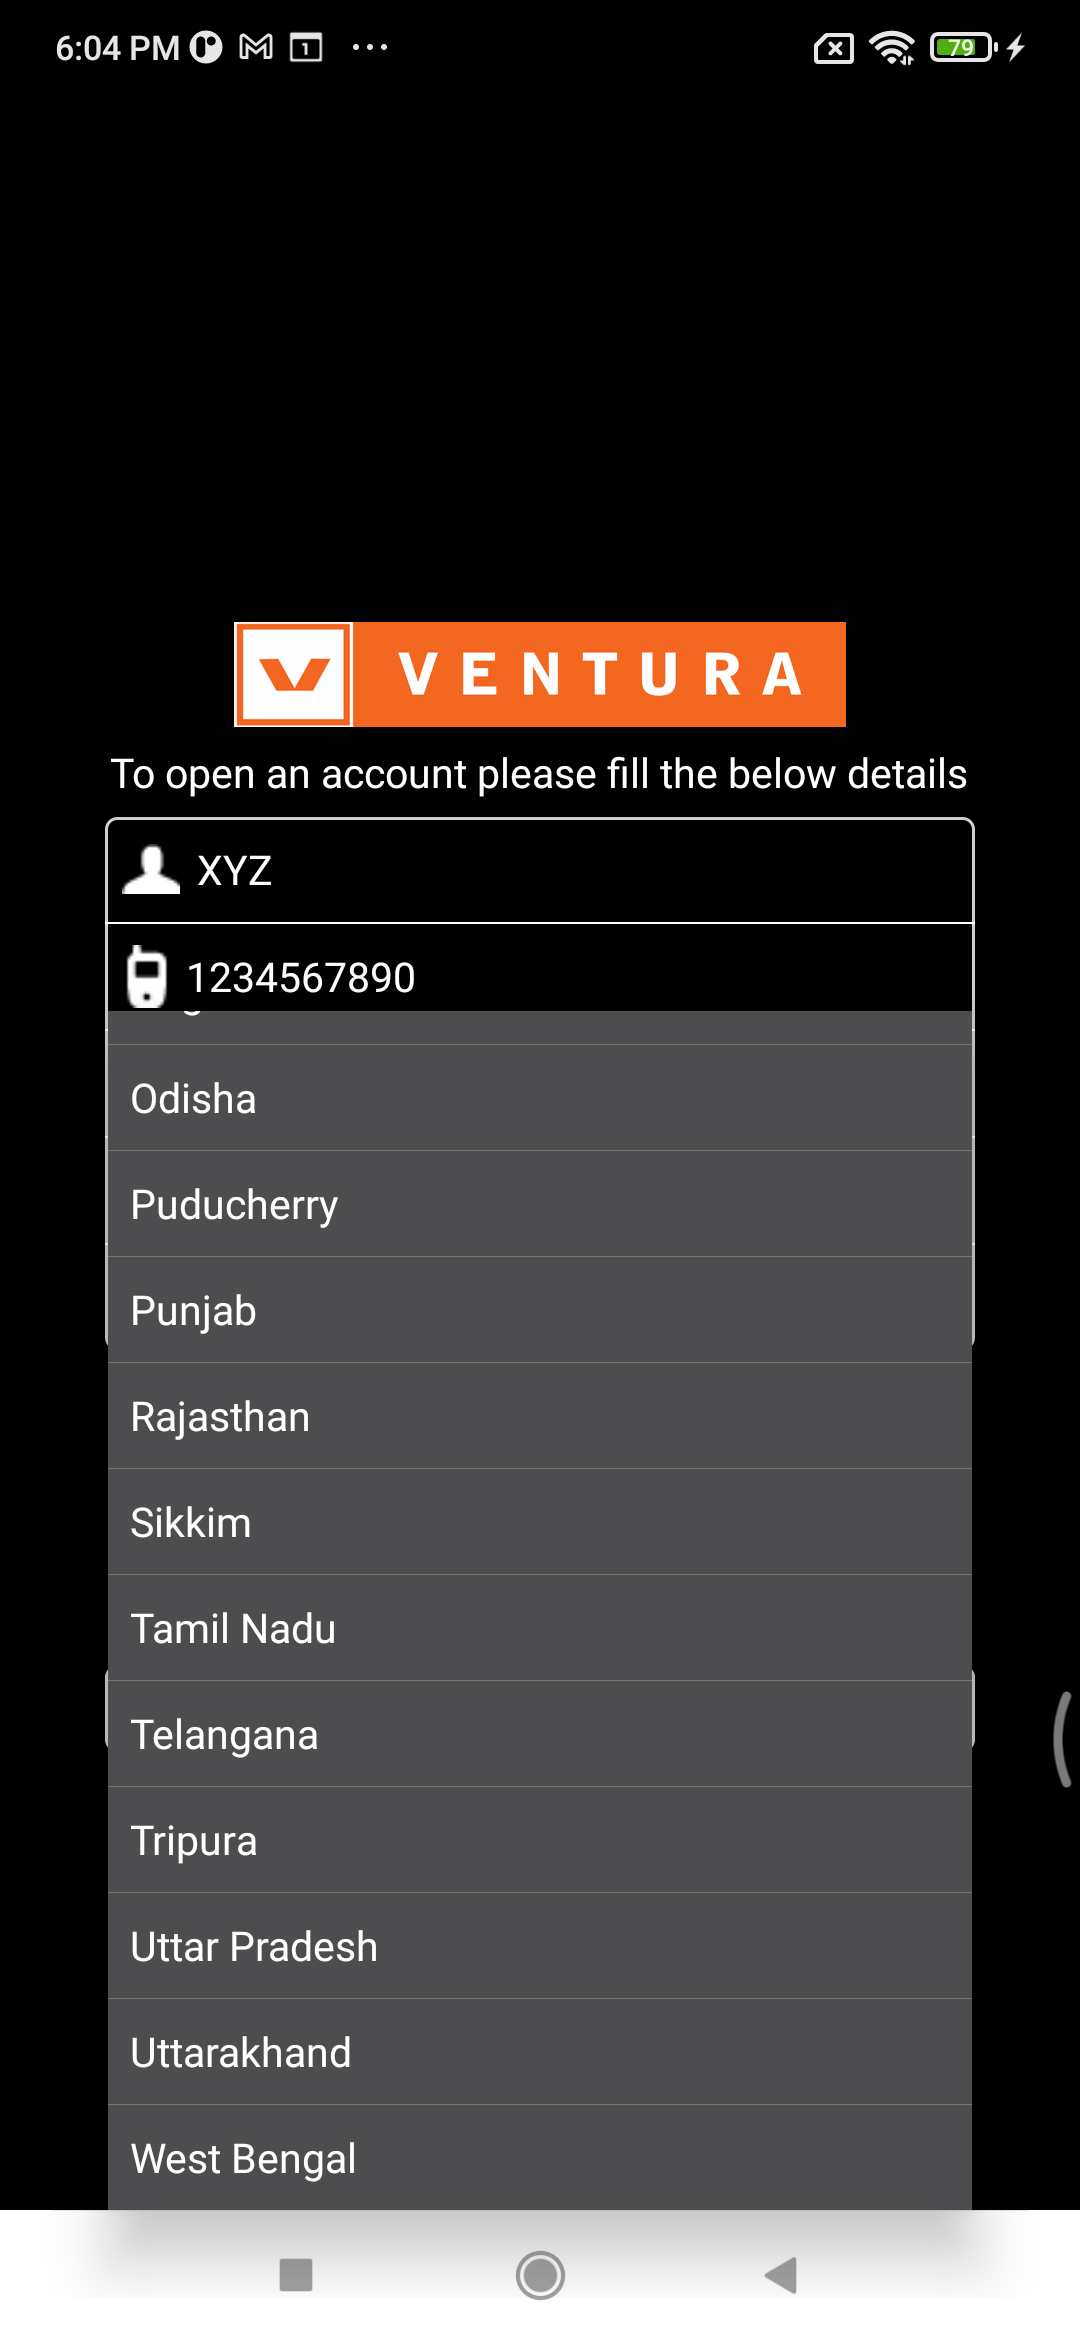 6:04 PM
1
79
VENTURA
To open an account please fill the below details
XYZ
1234567890
Odisha
Puducherry
Punjab
Rajasthan
Sikkim
Tamil Nadu
Telangana
Tripura
Uttar Pradesh
Uttarakhand
West Bengal